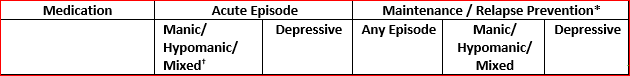 Medication Acute Episode Maintenance / Relapse Prevention*
Manic/ Depressive Any Episode Manic/ Depressive
Hypomanic/ Hypomanic/
Mixed† Mixed